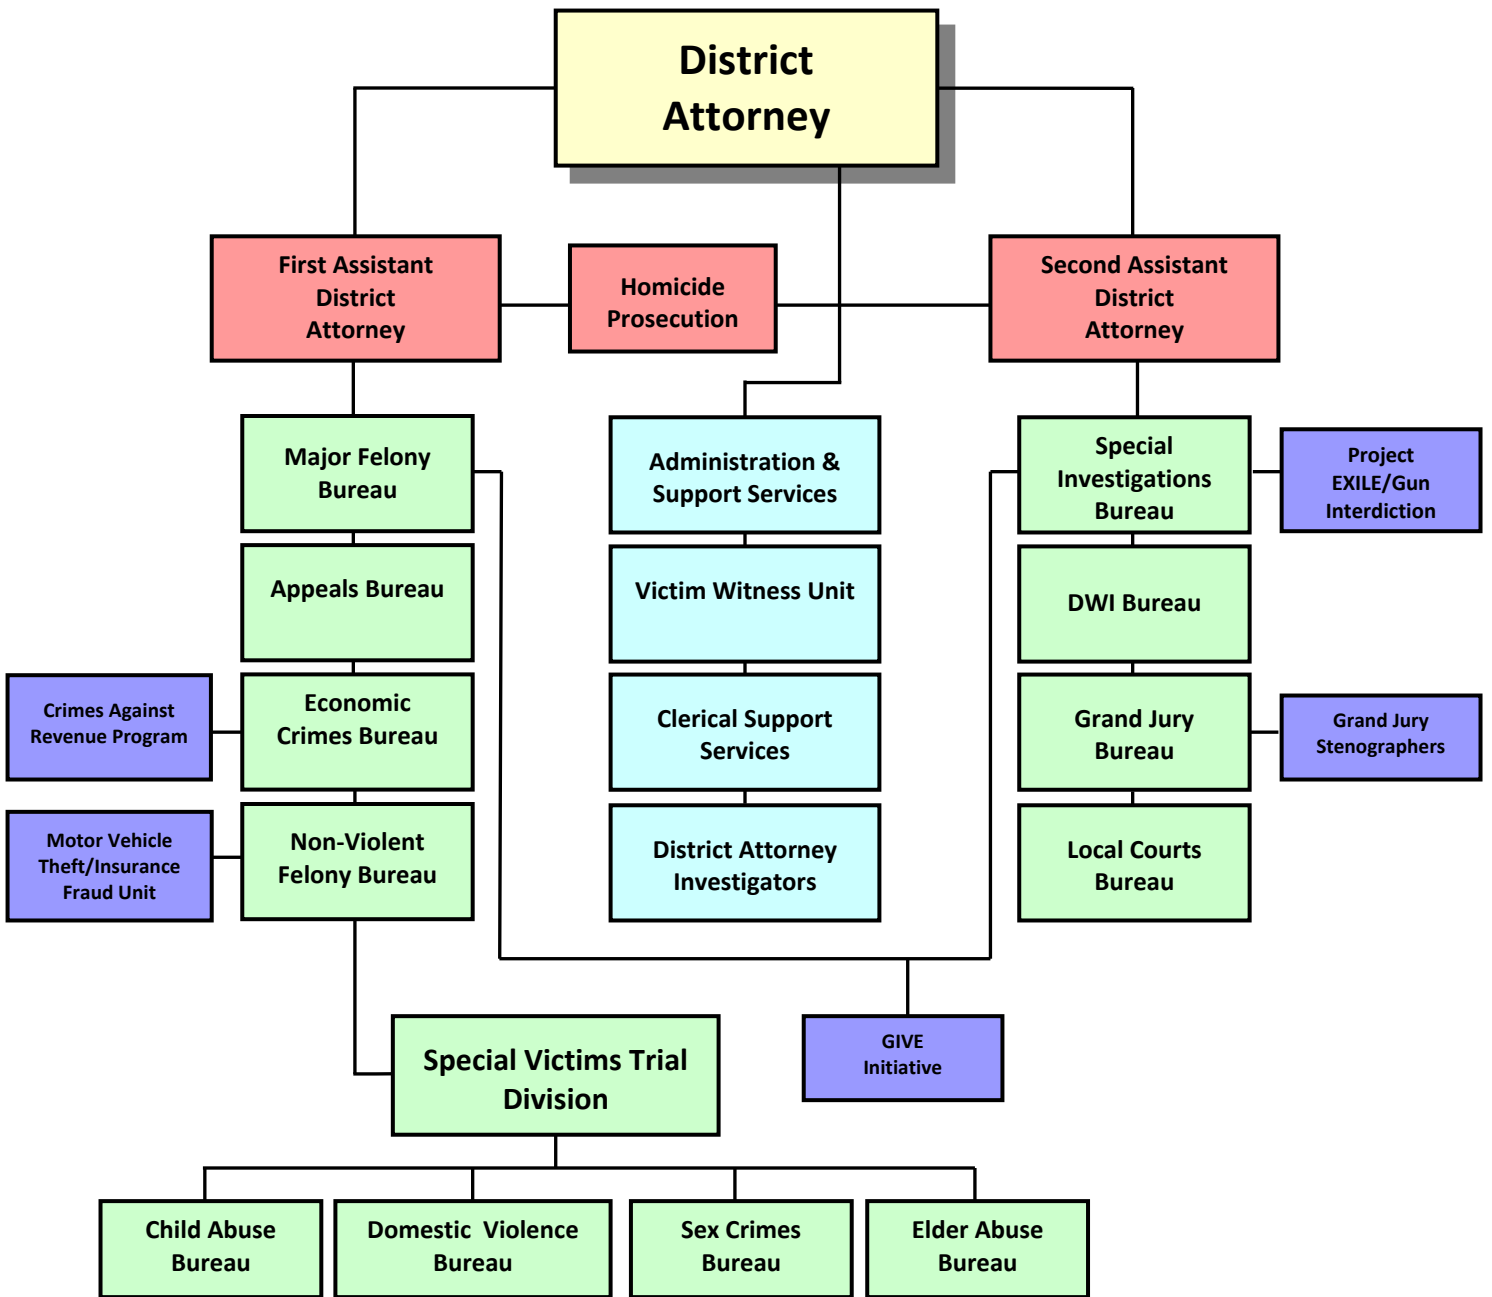 District
Attorney
First Assistant
District
Attorney
Homicide
Prosecution
Second Assistant
District
Attorney
Major Felony
Bureau
Administration &
Support Services
Special
Investigations
Bureau
Project
EXILE/Gun
Interdiction
Appeals Bureau
Victim Witness Unit
DWI Bureau
Crimes Against
Revenue Program
Economic
Crimes Bureau
Clerical Support
Services
Grand Jury
Bureau
Grand Jury
Stenographers
Motor Vehicle
Theft/Insurance
Fraud Unit
Non-Violent
Felony Bureau
District Attorney
Investigators
Local Courts
Bureau
Special Victims Trial
Division
GIVE
Initiative
Child Abuse
Bureau
Domestic  Violence
Bureau
Sex Crimes
Bureau
Elder Abuse
Bureau